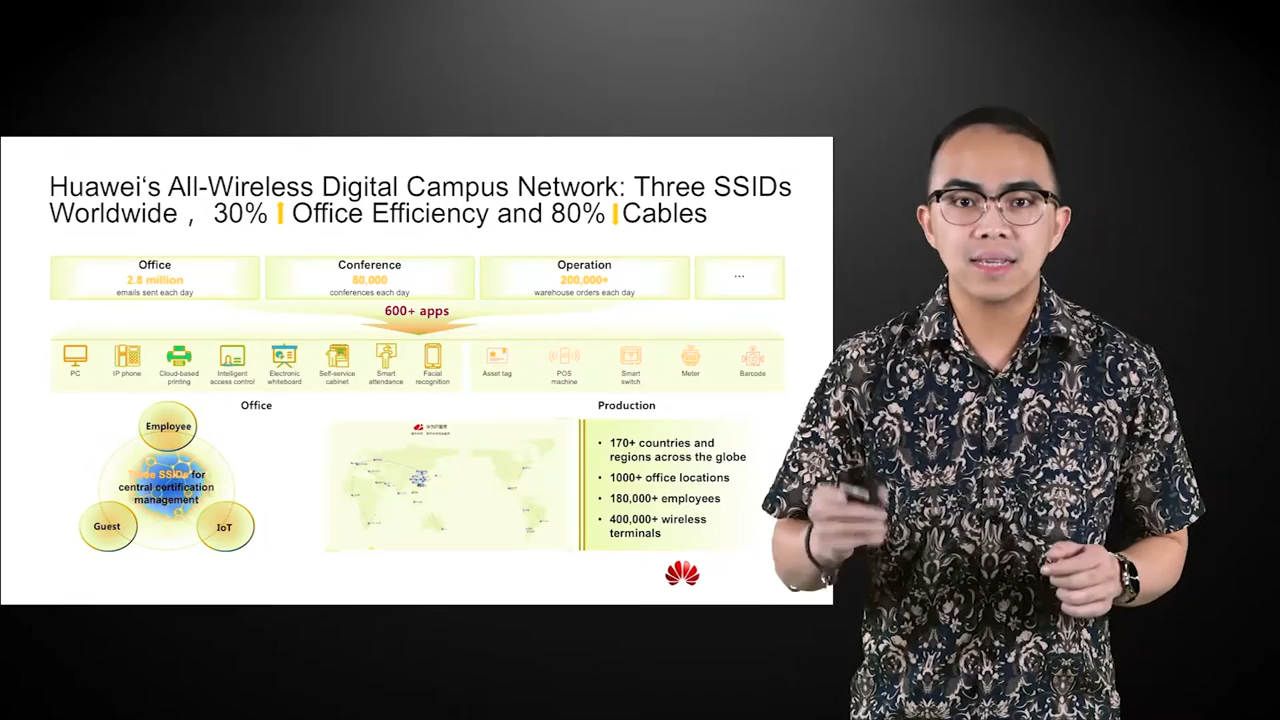 Huawei‘s All-Wireless Digital Campus Network: Three SSIDs
Worldwide ， 30% Office Efficiency and 80% Cables
Office
2.8 million
emails sent each day
Conference
80,000
conferences each day
Operation
200,000+
warehouse orders each day
...
600+ apps
PC
IP phone
Cloud-based
printing
Intelligent
access control
Electronic
whiteboard
Self-service
cabinet
Smart
attendance
Facial
recognition
Asset tag
POS
machine
Smart
switch
Meter
Barcode
Office
Production
Employee
Three SSIDs for
central certification
management
Guest
IoT
• 170+ countries and
regions across the globe
• 1000+ office locations
• 180,000+ employees
• 400,000+ wireless
terminals